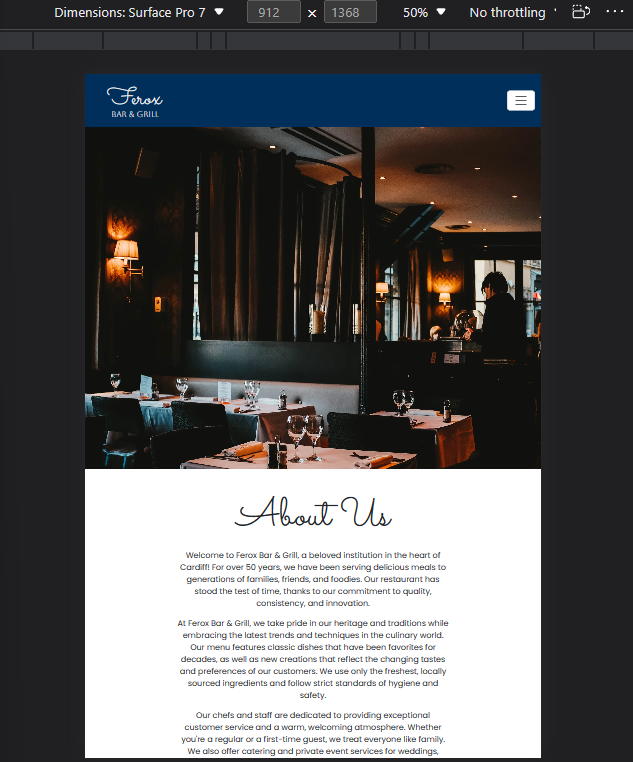 Dimensions: Surface Pro 7 ▼ 912 × 1368 50% ▼ No throttling
Ferox
BAR & GRILL
About Us
Welcome to Ferox Bar & Grill, a beloved institution in the heart of
Cardiff! For over 50 years, we have been serving delicious meals to
generations of families, friends, and foodies. Our restaurant has
stood the test of time, thanks to our commitment to quality,
consistency, and innovation.
At Ferox Bar & Grill, we take pride in our heritage and traditions while
embracing the latest trends and techniques in the culinary world.
Our menu features classic dishes that have been favorites for
decades, as well as new creations that reflect the changing tastes
and preferences of our customers. We use only the freshest, locally
sourced ingredients and follow strict standards of hygiene and
safety.
Our chefs and staff are dedicated to providing exceptional
customer service and a warm, welcoming atmosphere. Whether
you're a regular or a first-time guest, we treat everyone like family.
We also offer catering and private event services for weddings,